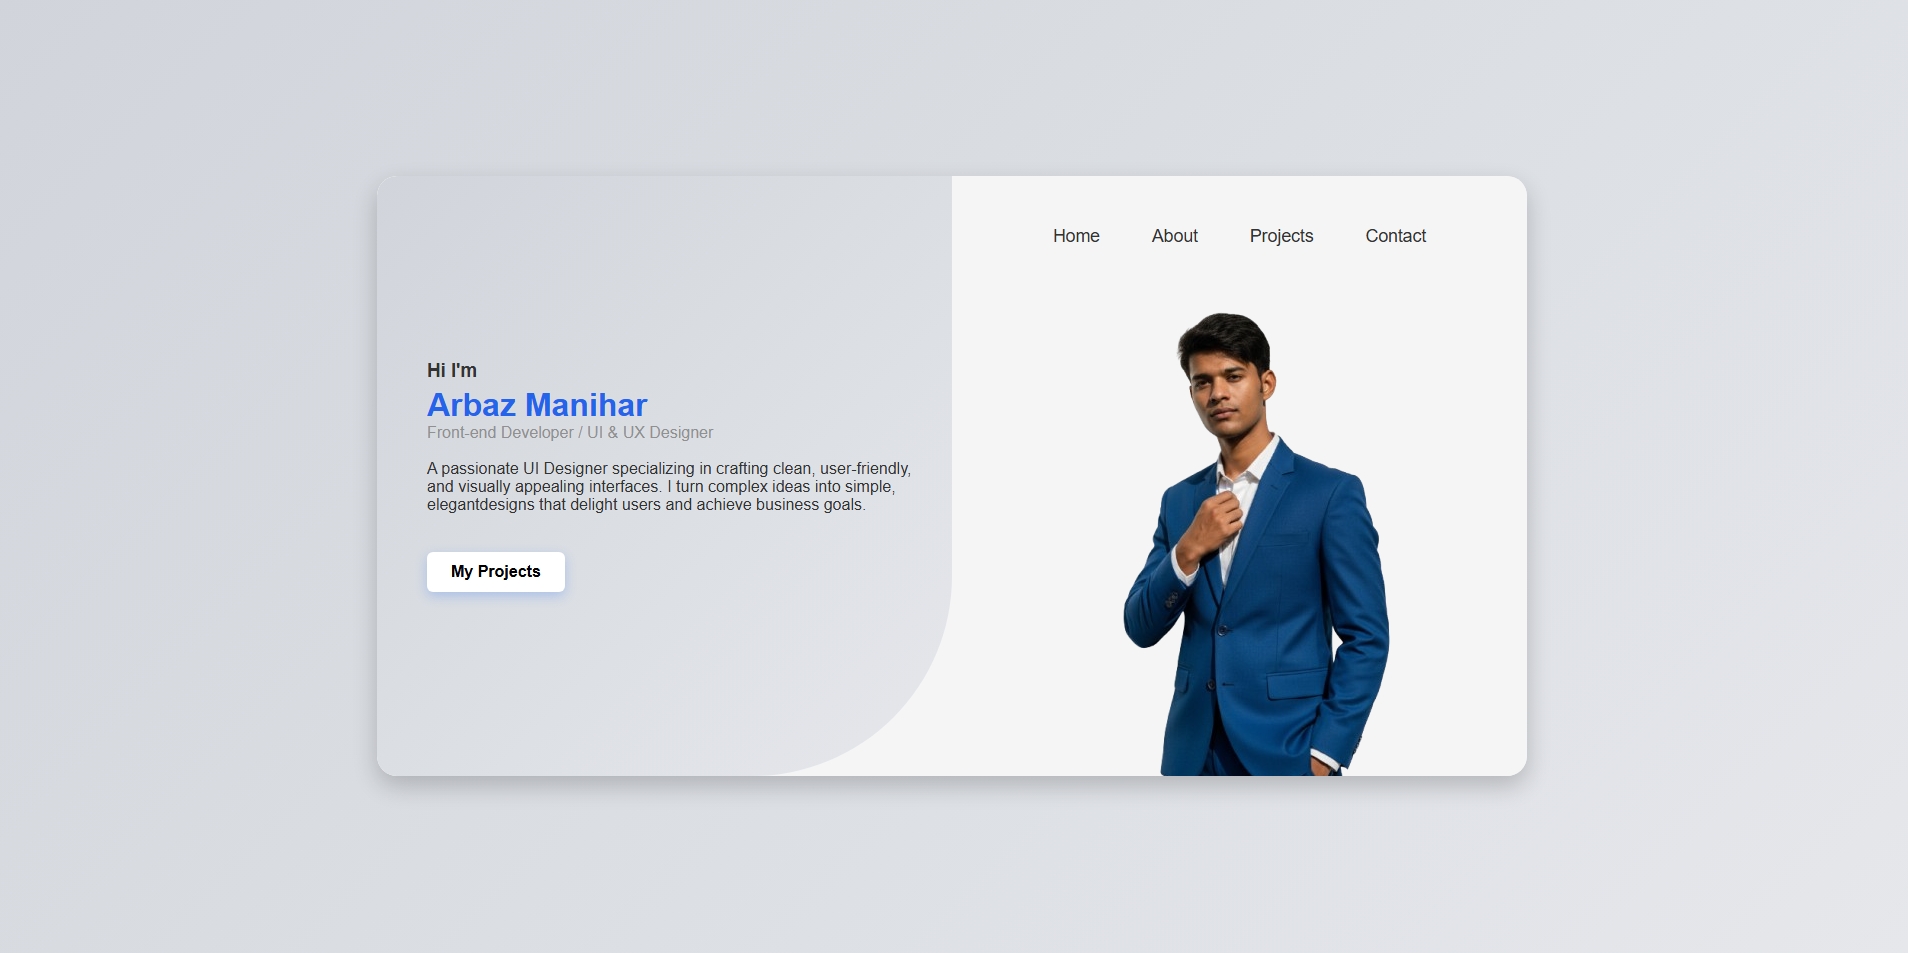 Home About Projects Contact
Hi I'm
Arbaz Manihar
Front-end Developer / UI & UX Designer
A passionate UI Designer specializing in crafting clean, user-friendly,
and visually appealing interfaces. I turn complex ideas into simple,
elegantdesigns that delight users and achieve business goals.
My Projects